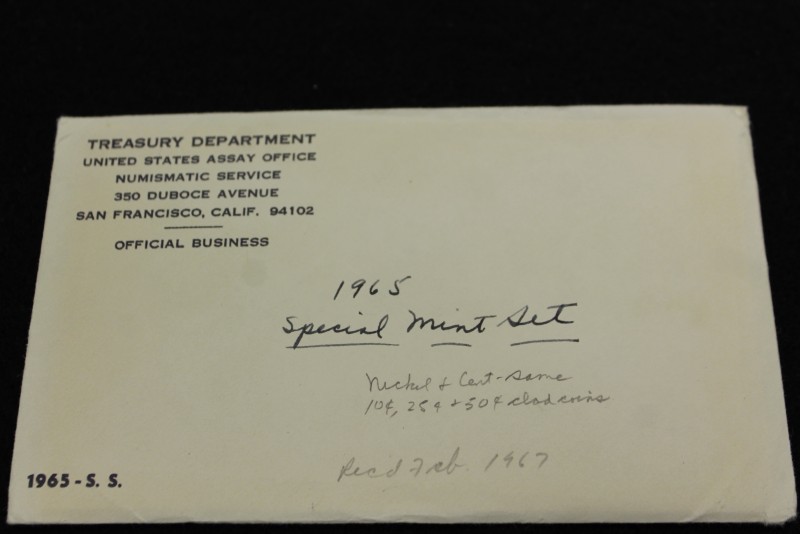 TREASURY DEPARTMENT
UNITED STATES ASSAY OFFICE
NUMISMATIC SERVICE
350 DUBOCE AVENUE
SAN FRANCISCO, CALIF. 94102
OFFICIAL BUSINESS
1965
Special Mint Set
Nickel & Cent-same
10¢, 25¢ & 50¢ clad coins
Rec'd Feb. 1967
1965-S. S.